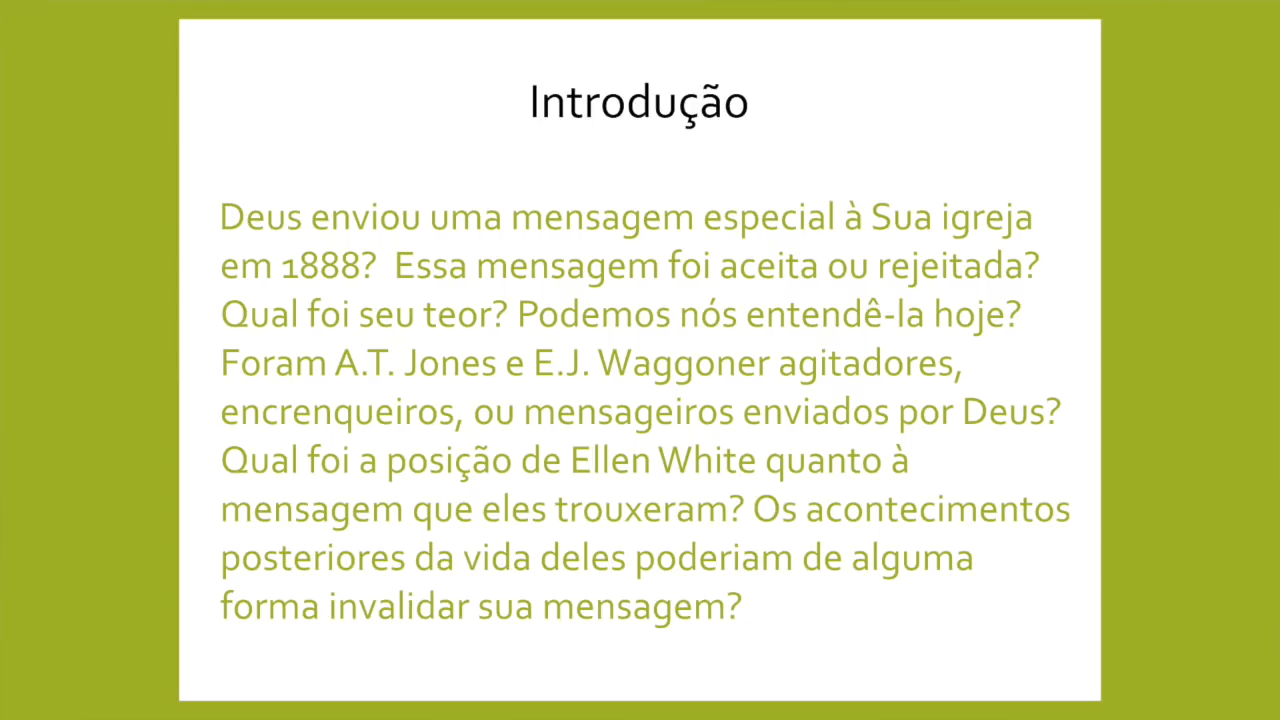 Introdução
Deus enviou uma mensagem especial à Sua igreja
em 1888?  Essa mensagem foi aceita ou rejeitada?
Qual foi seu teor? Podemos nós entendê-la hoje?
Foram A.T. Jones e E.J. Waggoner agitadores,
encrenqueiros, ou mensageiros enviados por Deus?
Qual foi a posição de Ellen White quanto à
mensagem que eles trouxeram? Os acontecimentos
posteriores da vida deles poderiam de alguma
forma invalidar sua mensagem?